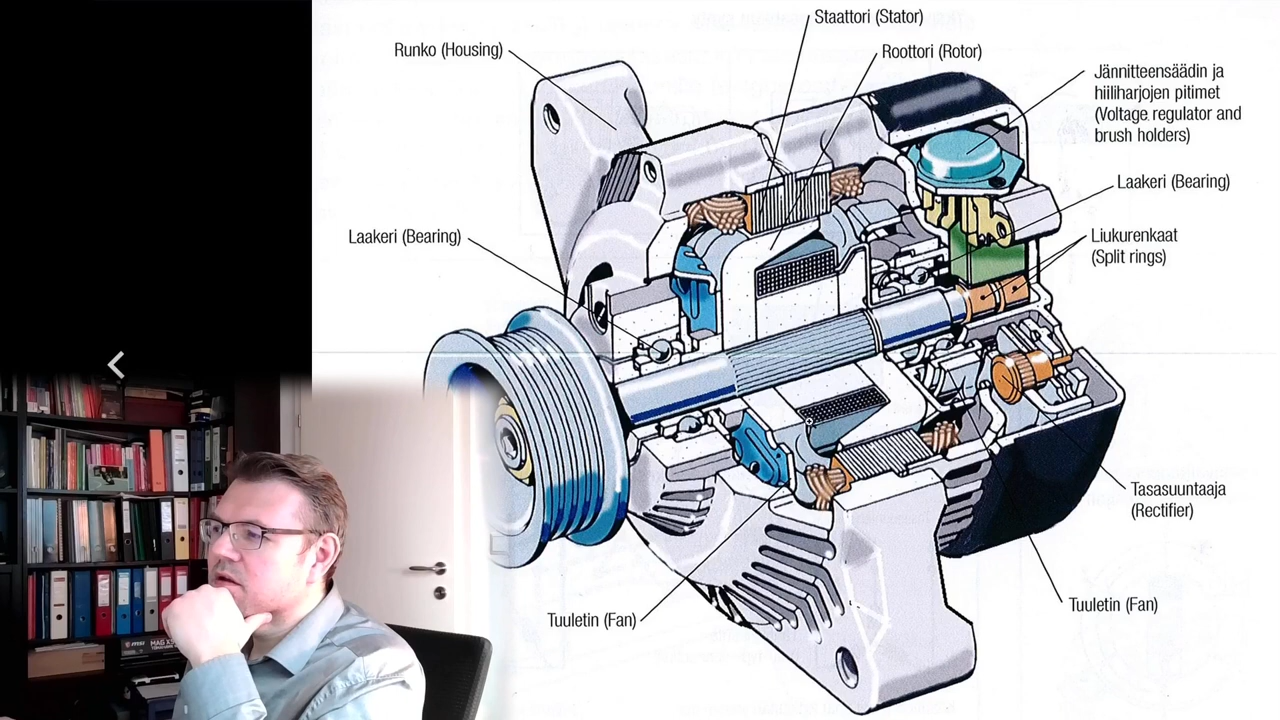 Staattori (Stator)
Runko (Housing)
Roottori (Rotor)
Jännitteensäädin ja
hiiliharjojen pitimet
(Voltage regulator and
brush holders)
Laakeri (Bearing)
Laakeri (Bearing)
Liukurenkaat
(Split rings)
Tasasuuntaaja
(Rectifier)
Tuuletin (Fan)
Tuuletin (Fan)